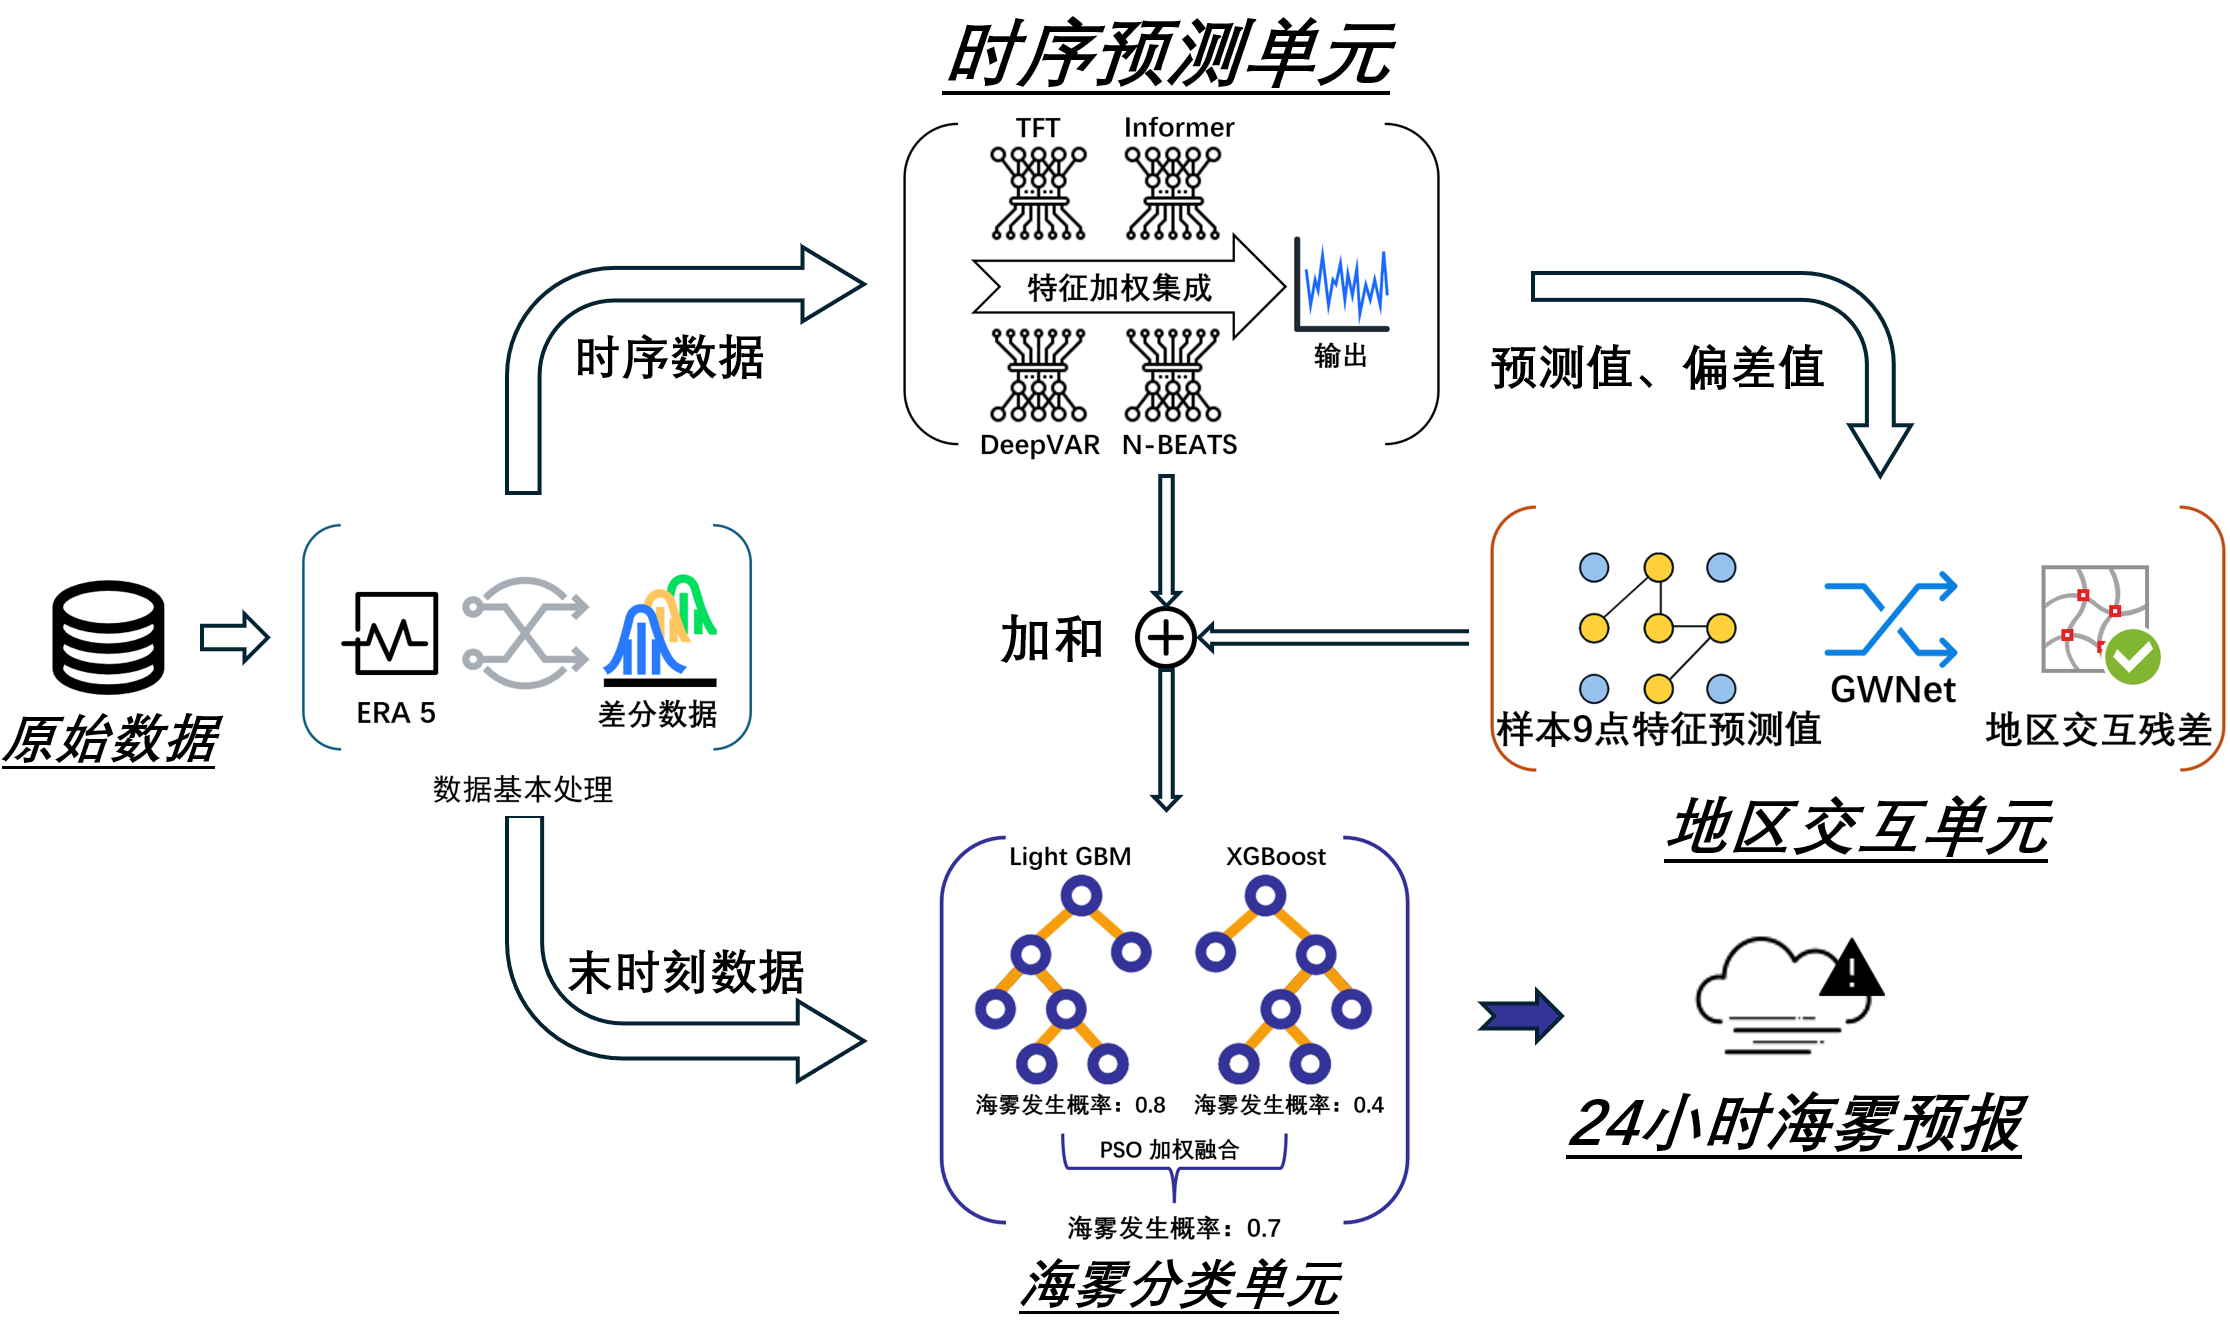 时序预测单元
TFT
Informer
特征加权集成
输出
DeepVAR
N-BEATS
时序数据
预测值、偏差值
原始数据
ERA 5
差分数据
数据基本处理
加和
样本9点特征预测值
GWNet
地区交互残差
地区交互单元
末时刻数据
Light GBM
XGBoost
海雾发生概率：0.8
海雾发生概率：0.4
PSO 加权融合
海雾发生概率：0.7
海雾分类单元
24小时海雾预报